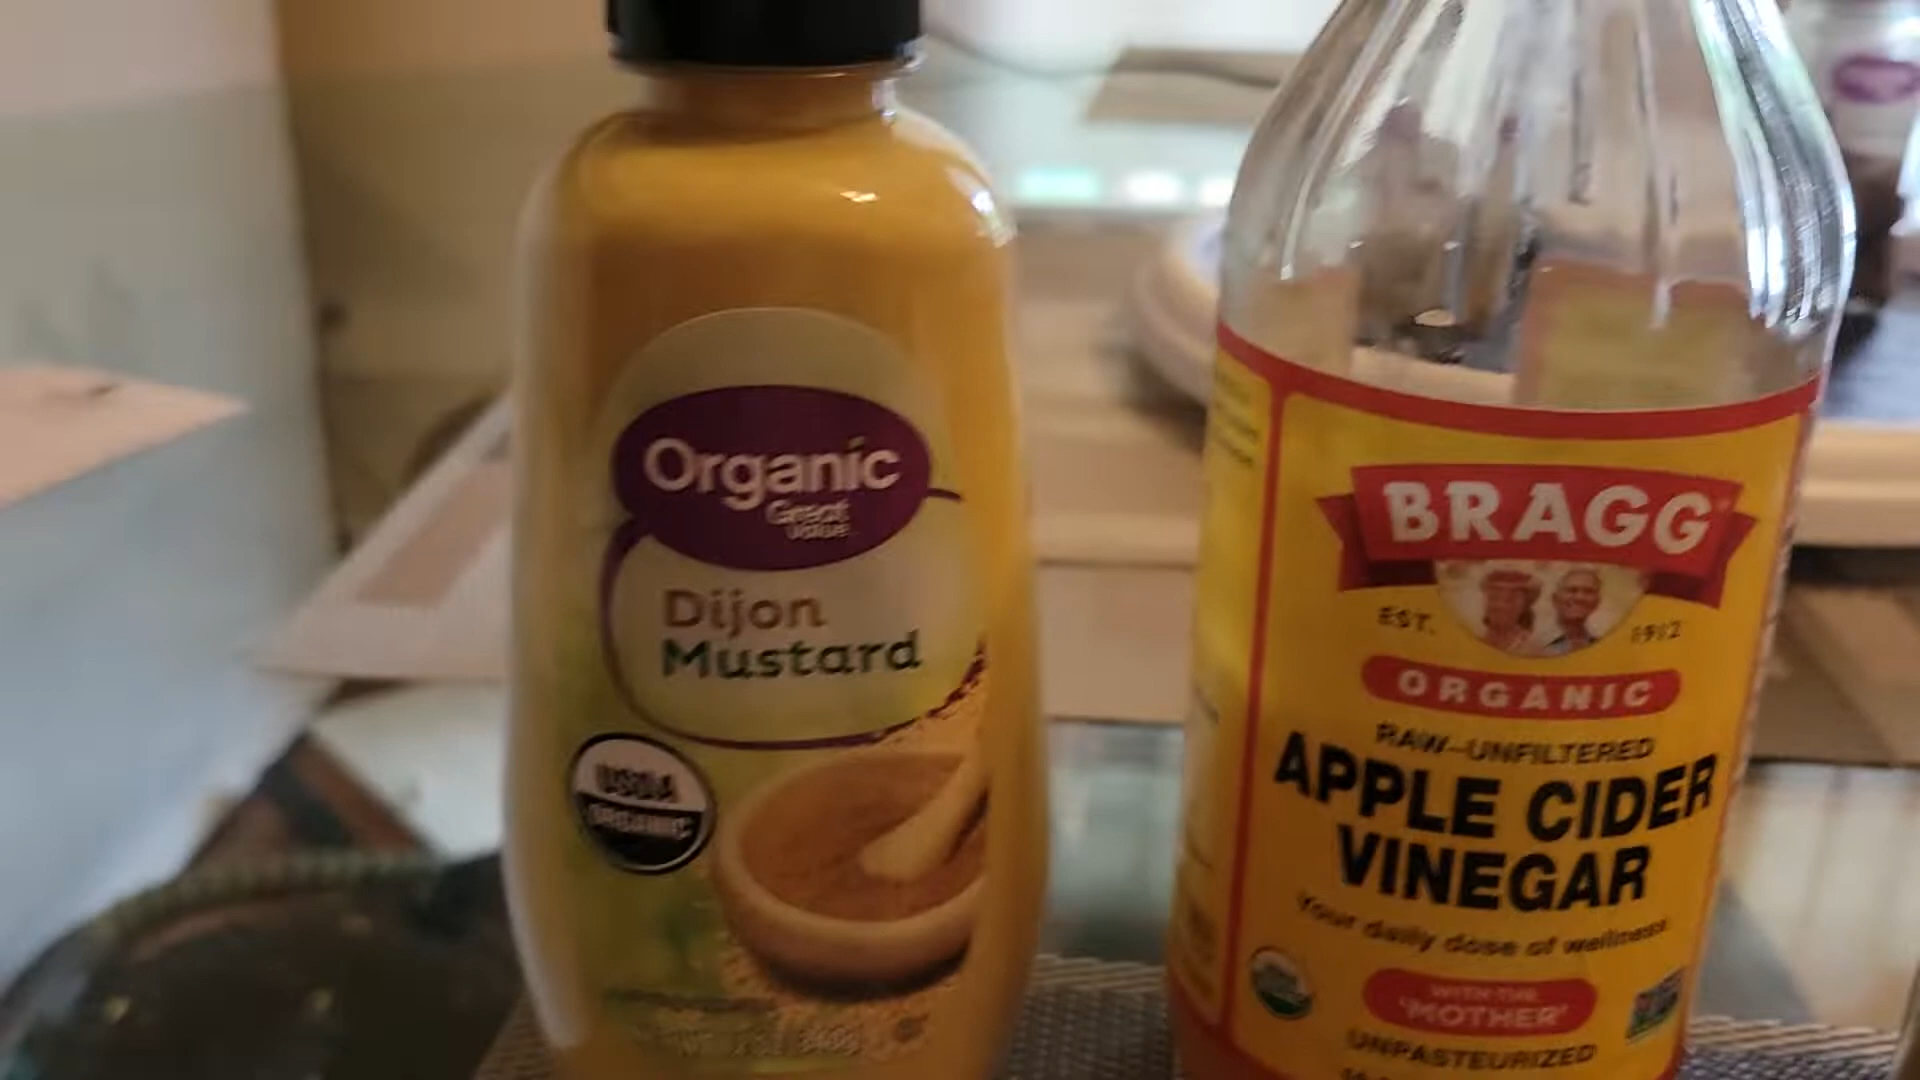 Organic
Great
Value
Dijon
Mustard
USDA
ORGANIC
BRAGG
EST. 1912
ORGANIC
RAW-UNFILTERED
APPLE CIDER
VINEGAR
Your daily dose of wellness
WITH THE
'MOTHER'
UNPASTEURIZED